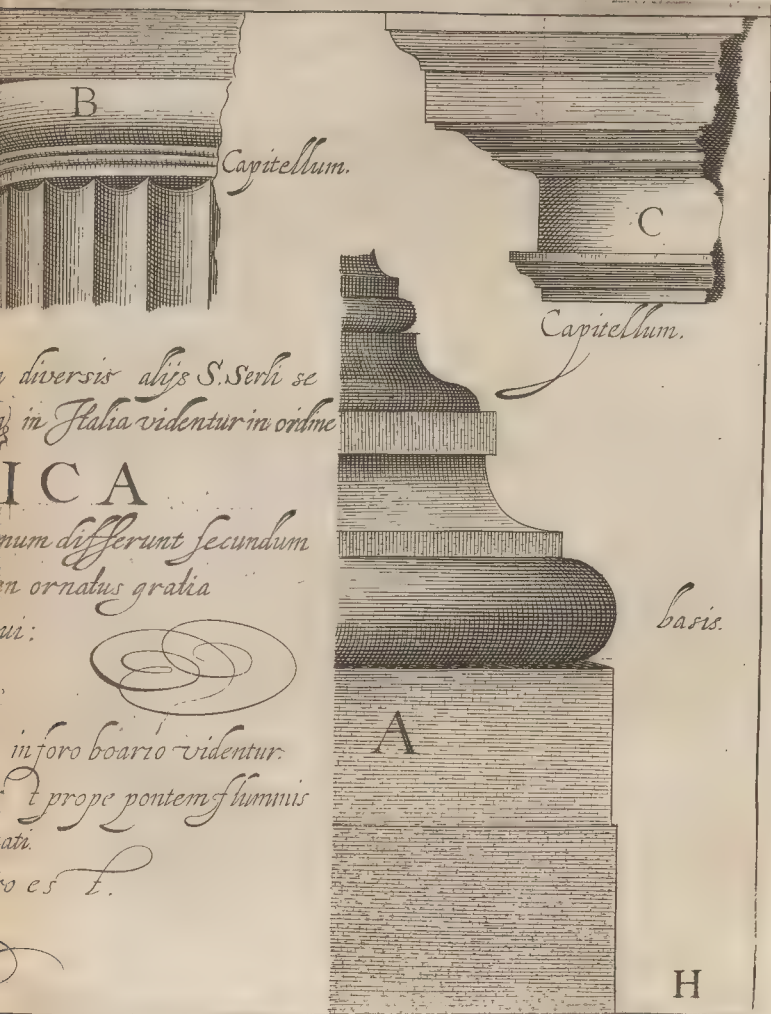 B
Capitellum.
C
Capitellum.
diversis alijs S. Serli se
in Italia videntur in ordine
ICA
num differunt secundum
ornatus gratia
basis.
A
in foro boario videntur:
t prope pontem fluminis
ati.
es t.
H